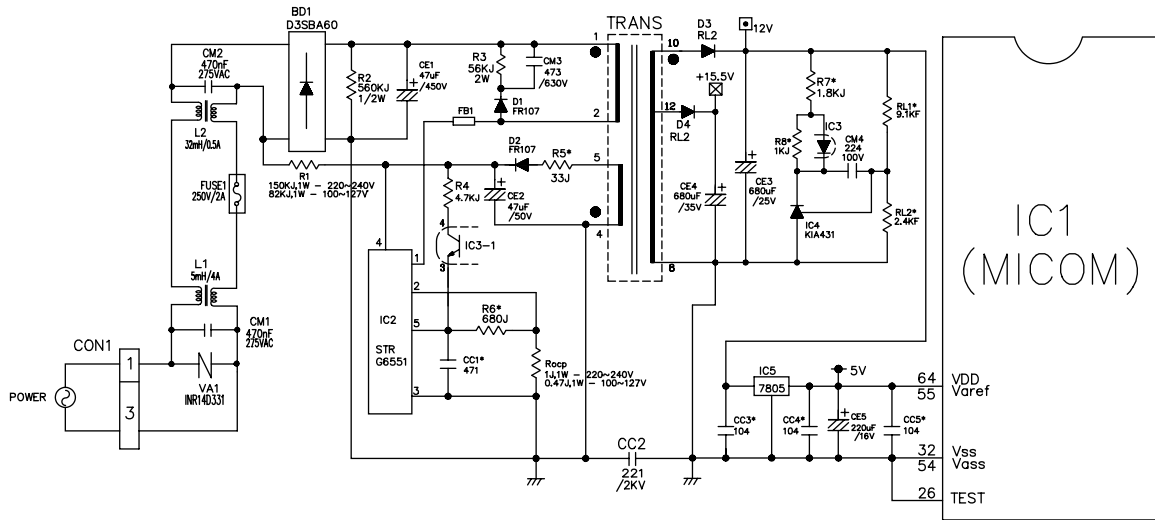 BD1
D3SBA60
CM2
470nF
275VAC
L2
32mH/0.5A
FUSE1
250V/2A
L1
5mH/4A
CM1
470nF
275VAC
CON1
1
3
POWER
VA1
INR14D331
R2
560KJ
1/2W
CE1
47uF
/450V
R3
56KJ
2W
CM3
473
/630V
D1
FR107
FB1
R1
150KJ,1W - 220~240V
82KJ,1W - 100~127V
D2
FR107
R5*
33J
R4
4.7KJ
CE2
47uF
/50V
IC3-1
4
3
4
1
2
5
3
IC2
STR
G6551
R6*
680J
CC1*
471
Rocp
1J,1W - 220~240V
0.47J,1W - 100~127V
TRANS
1
2
5
4
10
12
8
D3
RL2
+15.5V
12V
D4
RL2
CE4
680uF
/35V
CE3
680uF
/25V
R7*
1.8KJ
R8*
1KJ
IC3
CM4
224
100V
IC4
KIA431
RL1*
9.1KF
RL2*
2.4KF
CC2
221
/2KV
IC5
7805
5V
CC3*
104
CC4*
104
CE5
220uF
/16V
CC5*
104
IC1
(MICOM)
64 VDD
55 Varef
32 Vss
54 Vass
26 TEST